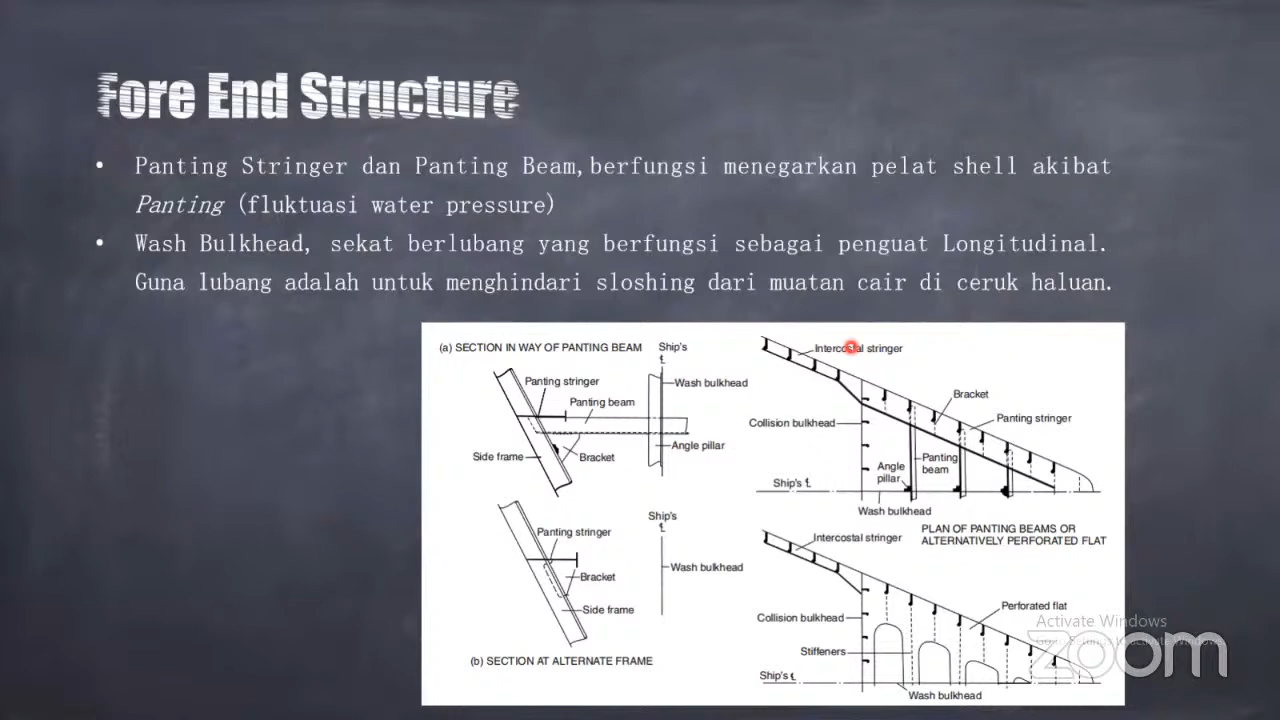 Fore End Structure
• Panting Stringer dan Panting Beam,berfungsi menegarkan pelat shell akibat
Panting (fluktuasi water pressure)
• Wash Bulkhead, sekat berlubang yang berfungsi sebagai penguat Longitudinal.
Guna lubang adalah untuk menghindari sloshing dari muatan cair di ceruk haluan.
(a) SECTION IN WAY OF PANTING BEAM
Ship's
℄
Panting stringer
Wash bulkhead
Panting beam
Angle pillar
Side frame
Bracket
Ship's
℄
Panting stringer
Wash bulkhead
Bracket
Side frame
(b) SECTION AT ALTERNATE FRAME
Intercostal stringer
Bracket
Panting stringer
Collision bulkhead
Panting
beam
Angle
pillar
Ship's ℄
Wash bulkhead
PLAN OF PANTING BEAMS OR
ALTERNATIVELY PERFORATED FLAT
Intercostal stringer
Perforated flat
Collision bulkhead
Stiffeners
Ship's ℄
Wash bulkhead
Activate Windows
zoom